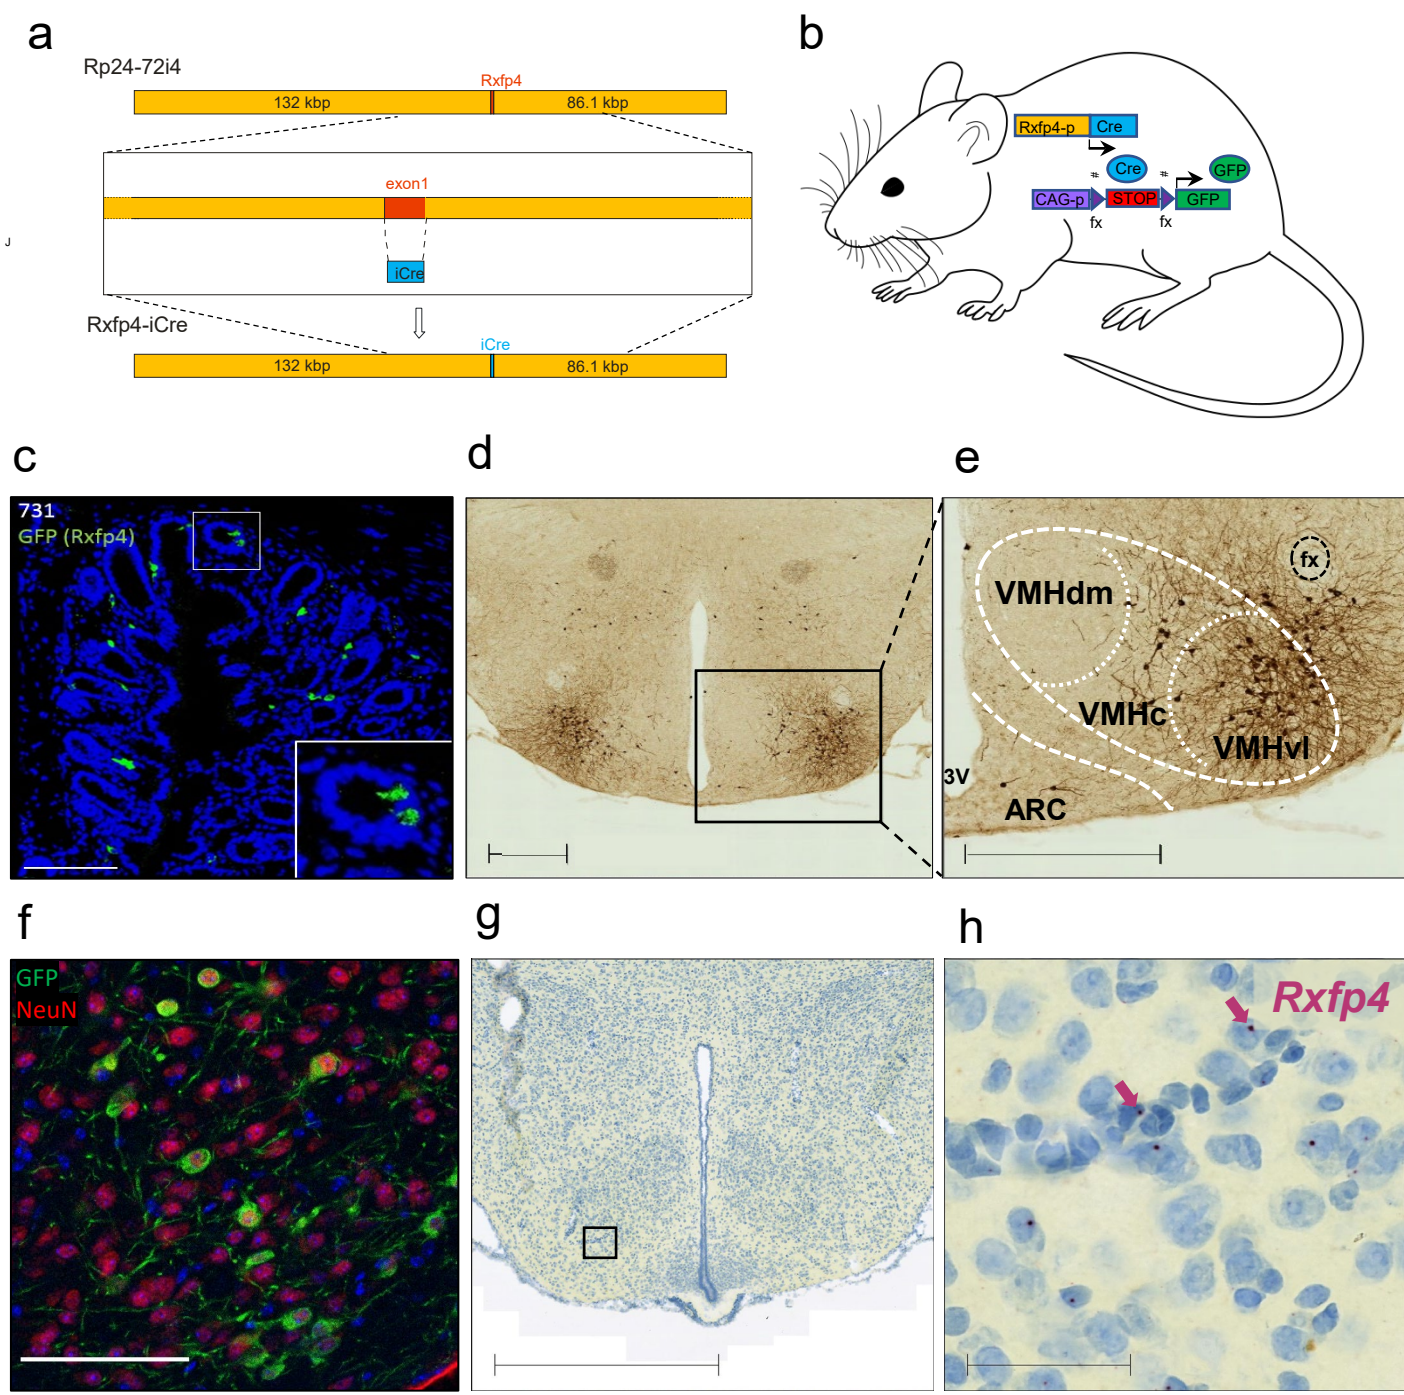 a
Rp24-72i4
Rxfp4
132 kbp
86.1 kbp
exon1
iCre
J
Rxfp4-iCre
iCre
132 kbp
86.1 kbp
b
Rxfp4-p
Cre
#
Cre
#
GFP
CAG-p
STOP
GFP
fx
fx
c
731
GFP (Rxfp4)
d
e
fx
VMHdm
VMHc
VMHvl
3V
ARC
f
GFP
NeuN
g
h
Rxfp4